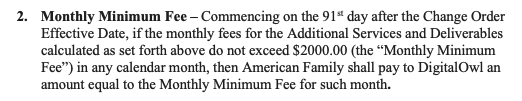 2. Monthly Minimum Fee – Commencing on the 91st day after the Change Order
Effective Date, if the monthly fees for the Additional Services and Deliverables
calculated as set forth above do not exceed $2000.00 (the “Monthly Minimum
Fee”) in any calendar month, then American Family shall pay to DigitalOwl an
amount equal to the Monthly Minimum Fee for such month.